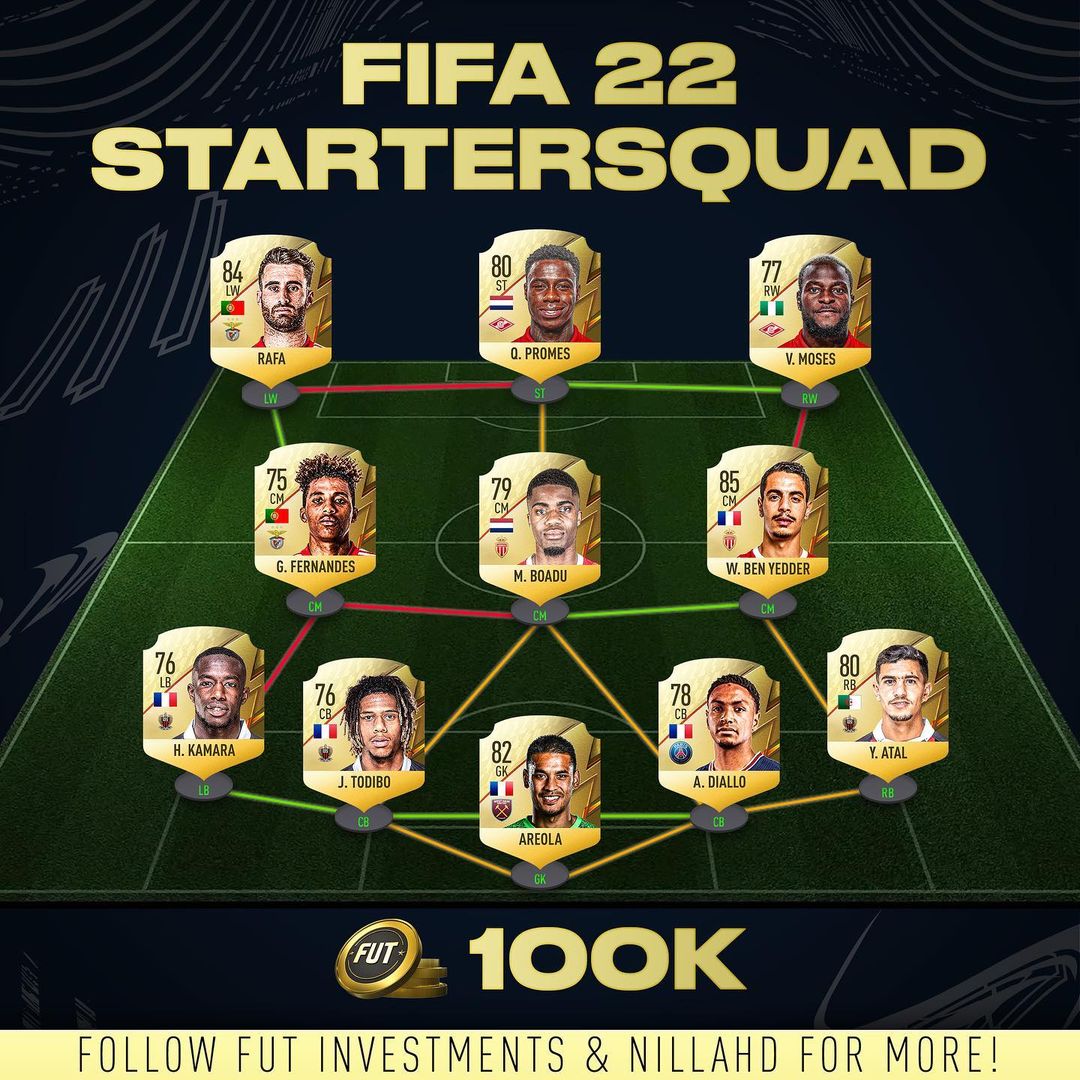 FIFA 22
STARTERSQUAD
84
LW
RAFA
80
ST
Q. PROMES
77
RW
V. MOSES
LW
ST
RW
75
CM
G. FERNANDES
79
CM
M. BOADU
85
CM
W. BEN YEDDER
CM
CM
CM
76
LB
H. KAMARA
76
CB
J. TODIBO
82
GK
AREOLA
78
CB
A. DIALLO
80
RB
Y. ATAL
LB
CB
GK
CB
RB
FUT
100K
FOLLOW FUT INVESTMENTS & NILLAHD FOR MORE!